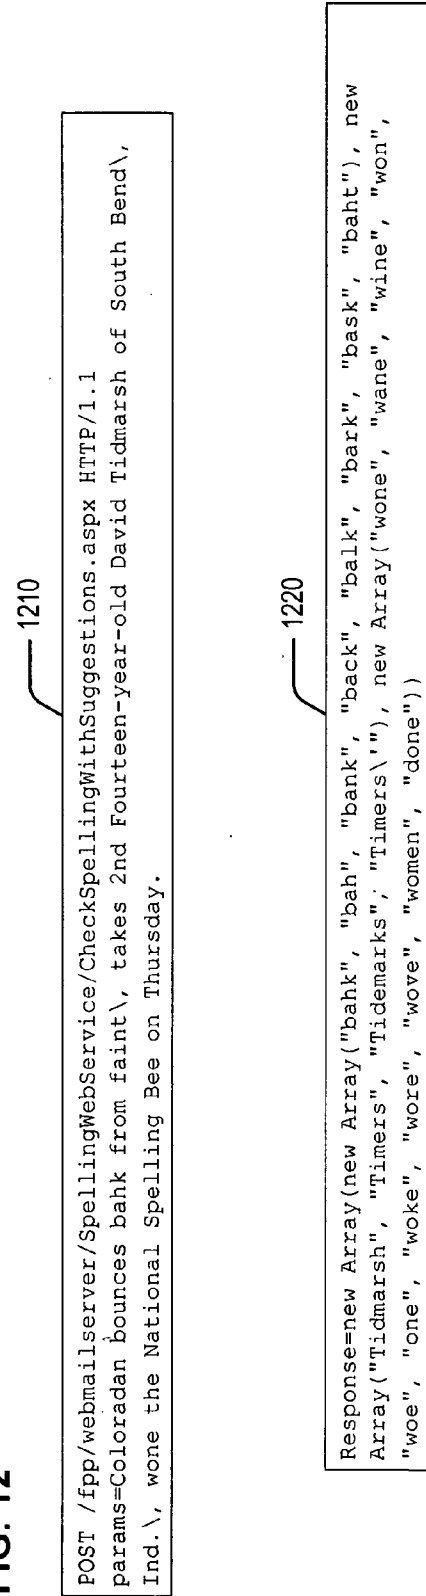 FIG. 12
1210
POST /fpp/webmailserver/SpellingWebService/CheckSpellingWithSuggestions.aspx HTTP/1.1
params=Coloradan bounces bahk from faint\, takes 2nd Fourteen-year-old David Tidmarsh of South Bend\,
Ind.\, wone the National Spelling Bee on Thursday.
1220
Response=new Array(new Array("bahk", "bah", "bank", "back", "balk", "bark", "bask", "baht"), new
Array("Tidmarsh", "Timers", "Tidemarks", "Timers\'"), new Array("wone", "wane", "wine", "won",
"woe", "one", "woke", "wore", "wove", "women", "done"))